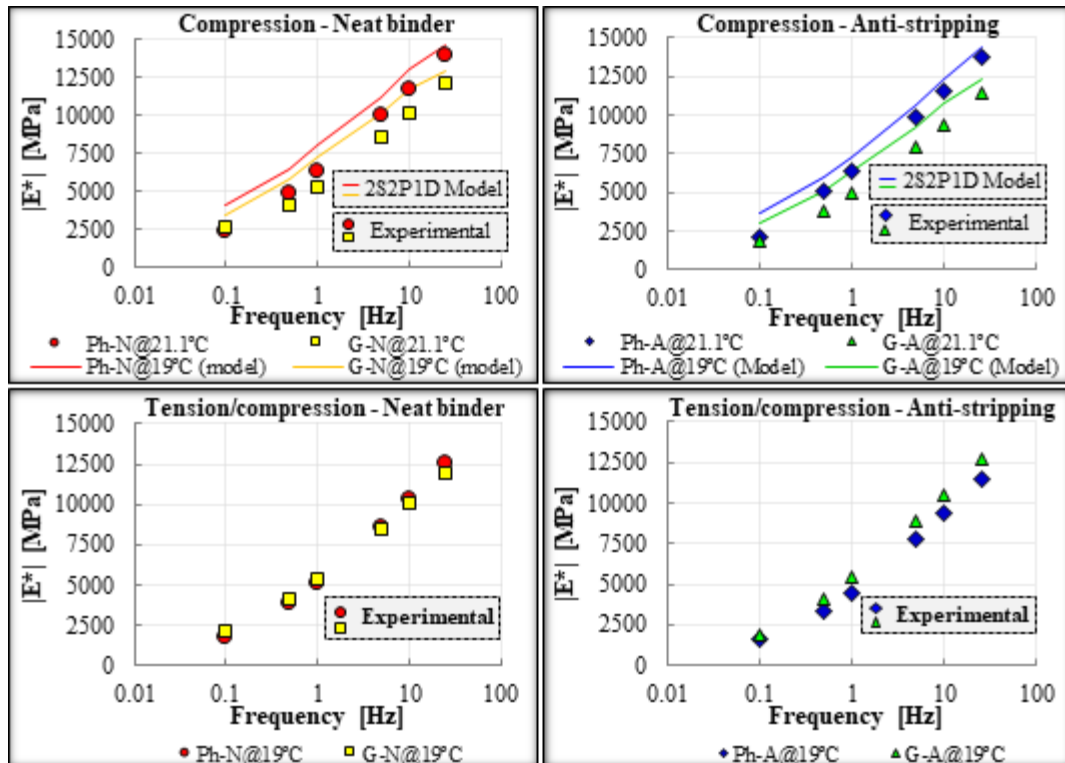 Compression - Neat binder
|E*| [MPa]
15000
12500
10000
7500
5000
2500
0
2S2P1D Model
Experimental
0.01 0.1 1 10 100
Frequency [Hz]
Ph-N@21.1°C G-N@21.1°C
Ph-N@19°C (model) G-N@19°C (model)
Compression - Anti-stripping
|E*| [MPa]
15000
12500
10000
7500
5000
2500
0
2S2P1D Model
Experimental
0.01 0.1 1 10 100
Frequency [Hz]
Ph-A@21.1°C G-A@21.1°C
Ph-A@19°C (Model) G-A@19°C (Model)
Tension/compression - Neat binder
|E*| [MPa]
15000
12500
10000
7500
5000
2500
0
Experimental
0.01 0.1 1 10 100
Frequency [Hz]
Ph-N@19°C G-N@19°C
Tension/compression - Anti-stripping
|E*| [MPa]
15000
12500
10000
7500
5000
2500
0
Experimental
0.01 0.1 1 10 100
Frequency [Hz]
Ph-A@19°C G-A@19°C